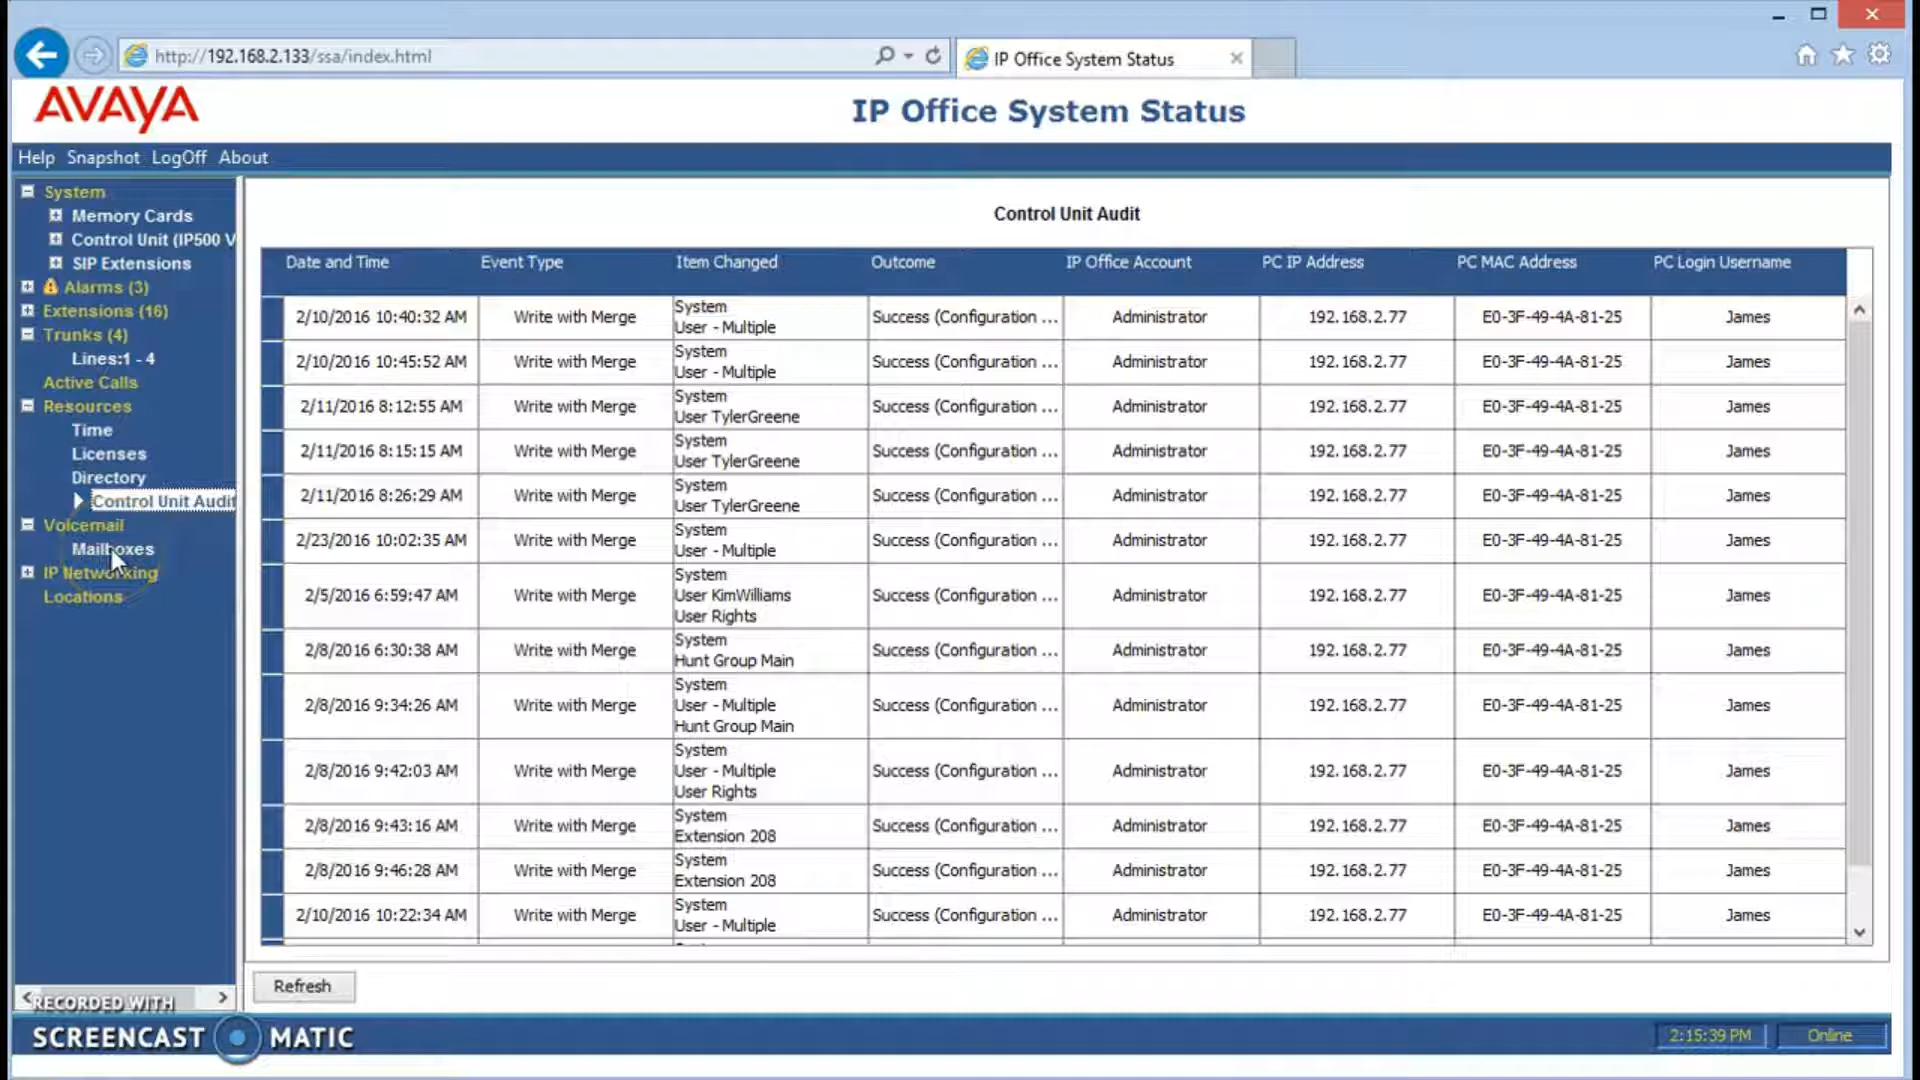 http://192.168.2.133/ssa/index.html
IP Office System Status
AVAYA
IP Office System Status
Help Snapshot LogOff About
System
Memory Cards
Control Unit (IP500 V
SIP Extensions
Alarms (3)
Extensions (16)
Trunks (4)
Lines:1 - 4
Active Calls
Resources
Time
Licenses
Directory
Control Unit Audit
Voicemail
Mailboxes
IP Networking
Locations
Control Unit Audit
Date and Time Event Type Item Changed Outcome IP Office Account PC IP Address PC MAC Address PC Login Username
2/10/2016 10:40:32 AM Write with Merge System User - Multiple Success (Configuration ... Administrator 192.168.2.77 E0-3F-49-4A-81-25 James
2/10/2016 10:45:52 AM Write with Merge System User - Multiple Success (Configuration ... Administrator 192.168.2.77 E0-3F-49-4A-81-25 James
2/11/2016 8:12:55 AM Write with Merge System User TylerGreene Success (Configuration ... Administrator 192.168.2.77 E0-3F-49-4A-81-25 James
2/11/2016 8:15:15 AM Write with Merge System User TylerGreene Success (Configuration ... Administrator 192.168.2.77 E0-3F-49-4A-81-25 James
2/11/2016 8:26:29 AM Write with Merge System User TylerGreene Success (Configuration ... Administrator 192.168.2.77 E0-3F-49-4A-81-25 James
2/23/2016 10:02:35 AM Write with Merge System User - Multiple Success (Configuration ... Administrator 192.168.2.77 E0-3F-49-4A-81-25 James
2/5/2016 6:59:47 AM Write with Merge System User KimWilliams User Rights Success (Configuration ... Administrator 192.168.2.77 E0-3F-49-4A-81-25 James
2/8/2016 6:30:38 AM Write with Merge System Hunt Group Main Success (Configuration ... Administrator 192.168.2.77 E0-3F-49-4A-81-25 James
2/8/2016 9:34:26 AM Write with Merge System User - Multiple Hunt Group Main Success (Configuration ... Administrator 192.168.2.77 E0-3F-49-4A-81-25 James
2/8/2016 9:42:03 AM Write with Merge System User - Multiple User Rights Success (Configuration ... Administrator 192.168.2.77 E0-3F-49-4A-81-25 James
2/8/2016 9:43:16 AM Write with Merge System Extension 208 Success (Configuration ... Administrator 192.168.2.77 E0-3F-49-4A-81-25 James
2/8/2016 9:46:28 AM Write with Merge System Extension 208 Success (Configuration ... Administrator 192.168.2.77 E0-3F-49-4A-81-25 James
2/10/2016 10:22:34 AM Write with Merge System User - Multiple Success (Configuration ... Administrator 192.168.2.77 E0-3F-49-4A-81-25 James
Refresh
RECORDED WITH
SCREENCAST MATIC
2:15:39 PM Online